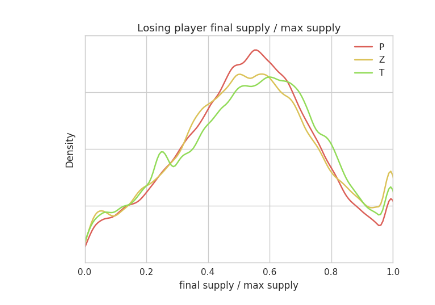 Losing player final supply / max supply
P
Z
T
Density
0.0 0.2 0.4 0.6 0.8 1.0
final supply / max supply